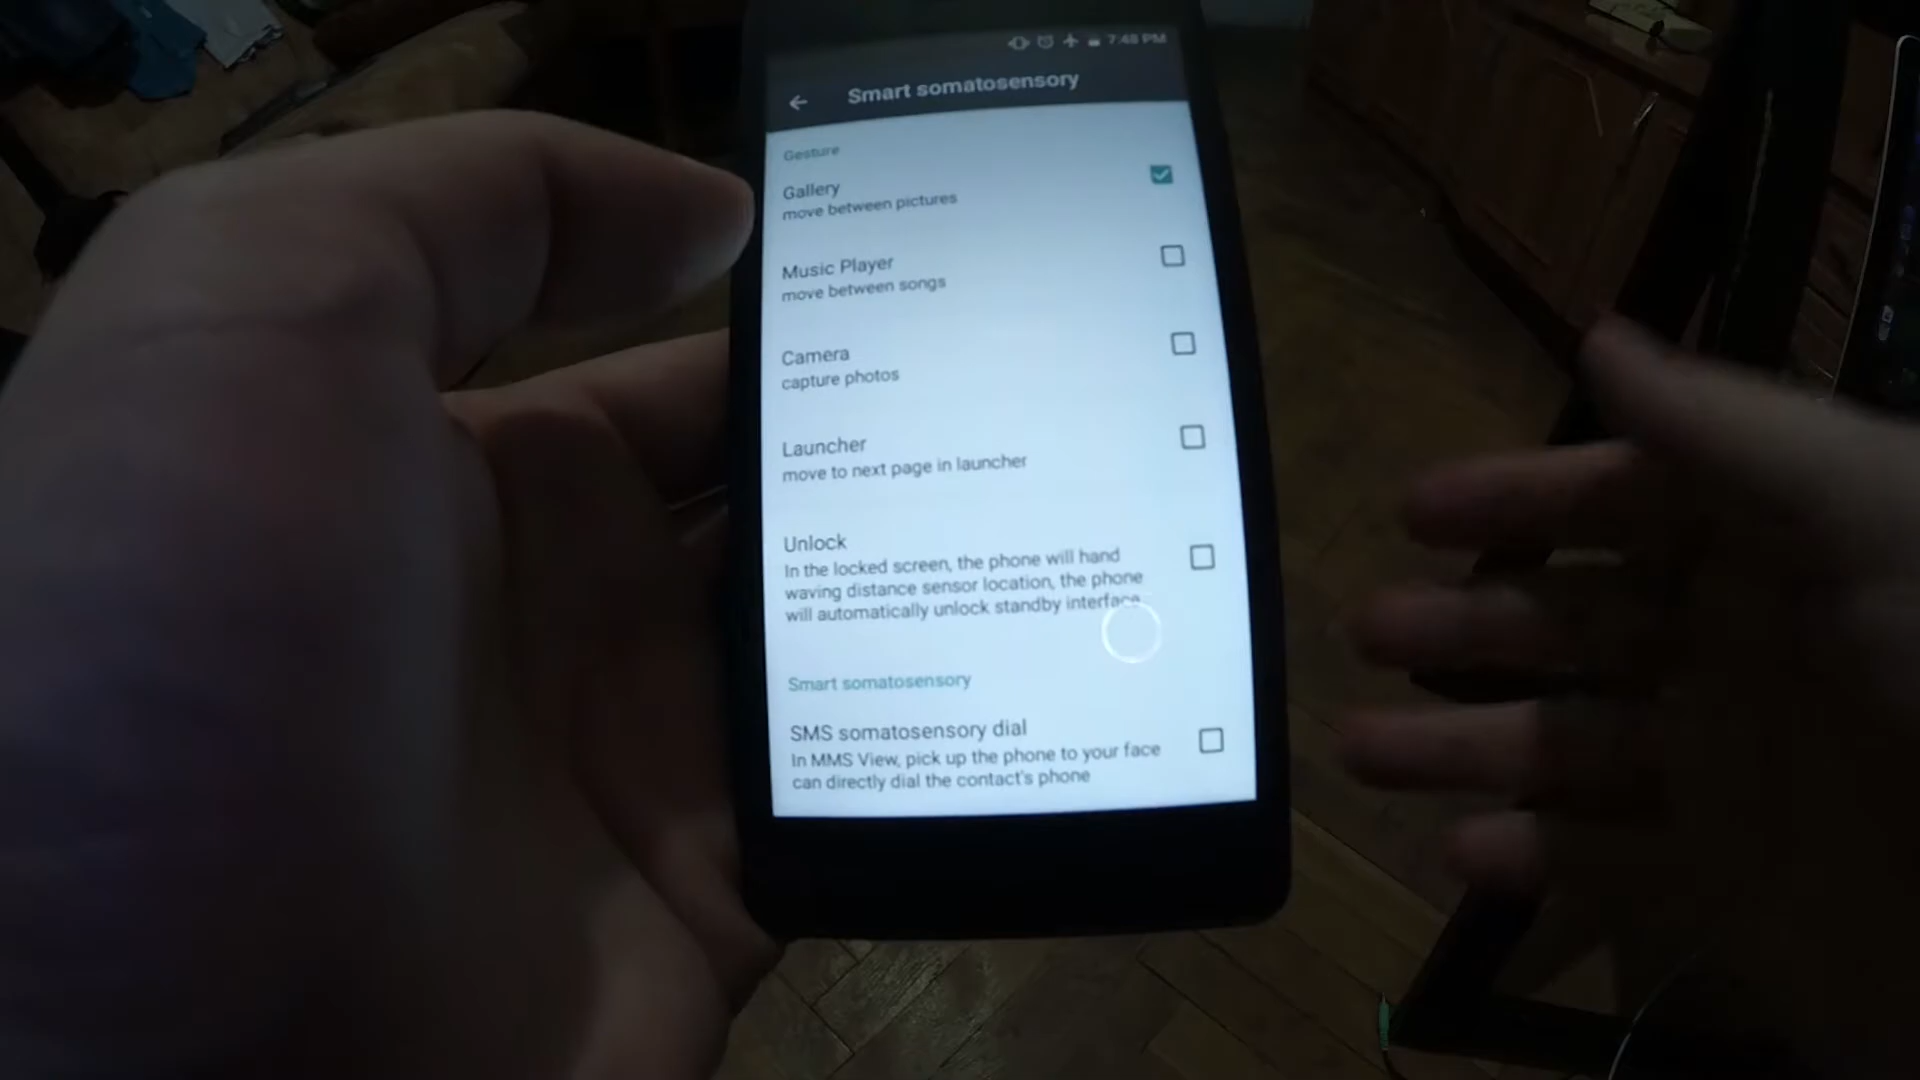 7:48 PM
Smart somatosensory
Gesture
Gallery
move between pictures
Music Player
move between songs
Camera
capture photos
Launcher
move to next page in launcher
Unlock
In the locked screen, the phone will hand
waving distance sensor location, the phone
will automatically unlock standby interface
Smart somatosensory
SMS somatosensory dial
In MMS View, pick up the phone to your face
can directly dial the contact's phone